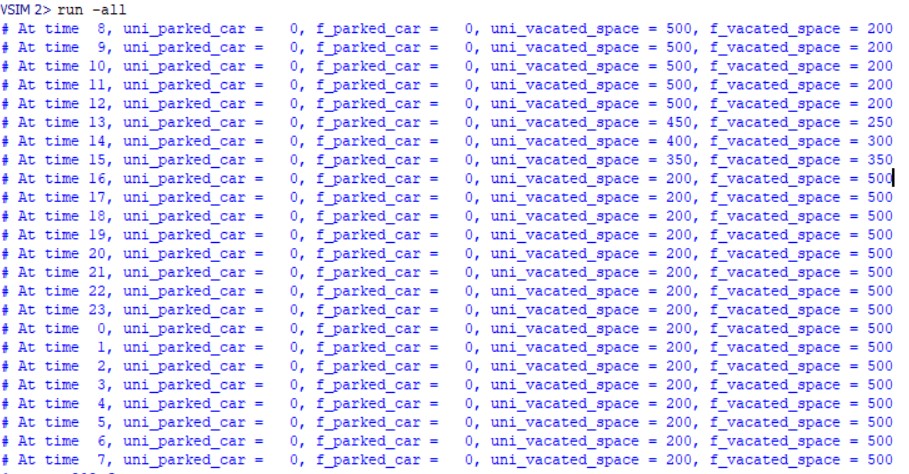 VSIM 2> run -all
# At time  8, uni_parked_car =   0, f_parked_car =   0, uni_vacated_space = 500, f_vacated_space = 200
# At time  9, uni_parked_car =   0, f_parked_car =   0, uni_vacated_space = 500, f_vacated_space = 200
# At time 10, uni_parked_car =   0, f_parked_car =   0, uni_vacated_space = 500, f_vacated_space = 200
# At time 11, uni_parked_car =   0, f_parked_car =   0, uni_vacated_space = 500, f_vacated_space = 200
# At time 12, uni_parked_car =   0, f_parked_car =   0, uni_vacated_space = 500, f_vacated_space = 200
# At time 13, uni_parked_car =   0, f_parked_car =   0, uni_vacated_space = 450, f_vacated_space = 250
# At time 14, uni_parked_car =   0, f_parked_car =   0, uni_vacated_space = 400, f_vacated_space = 300
# At time 15, uni_parked_car =   0, f_parked_car =   0, uni_vacated_space = 350, f_vacated_space = 350
# At time 16, uni_parked_car =   0, f_parked_car =   0, uni_vacated_space = 200, f_vacated_space = 500
# At time 17, uni_parked_car =   0, f_parked_car =   0, uni_vacated_space = 200, f_vacated_space = 500
# At time 18, uni_parked_car =   0, f_parked_car =   0, uni_vacated_space = 200, f_vacated_space = 500
# At time 19, uni_parked_car =   0, f_parked_car =   0, uni_vacated_space = 200, f_vacated_space = 500
# At time 20, uni_parked_car =   0, f_parked_car =   0, uni_vacated_space = 200, f_vacated_space = 500
# At time 21, uni_parked_car =   0, f_parked_car =   0, uni_vacated_space = 200, f_vacated_space = 500
# At time 22, uni_parked_car =   0, f_parked_car =   0, uni_vacated_space = 200, f_vacated_space = 500
# At time 23, uni_parked_car =   0, f_parked_car =   0, uni_vacated_space = 200, f_vacated_space = 500
# At time  0, uni_parked_car =   0, f_parked_car =   0, uni_vacated_space = 200, f_vacated_space = 500
# At time  1, uni_parked_car =   0, f_parked_car =   0, uni_vacated_space = 200, f_vacated_space = 500
# At time  2, uni_parked_car =   0, f_parked_car =   0, uni_vacated_space = 200, f_vacated_space = 500
# At time  3, uni_parked_car =   0, f_parked_car =   0, uni_vacated_space = 200, f_vacated_space = 500
# At time  4, uni_parked_car =   0, f_parked_car =   0, uni_vacated_space = 200, f_vacated_space = 500
# At time  5, uni_parked_car =   0, f_parked_car =   0, uni_vacated_space = 200, f_vacated_space = 500
# At time  6, uni_parked_car =   0, f_parked_car =   0, uni_vacated_space = 200, f_vacated_space = 500
# At time  7, uni_parked_car =   0, f_parked_car =   0, uni_vacated_space = 200, f_vacated_space = 500